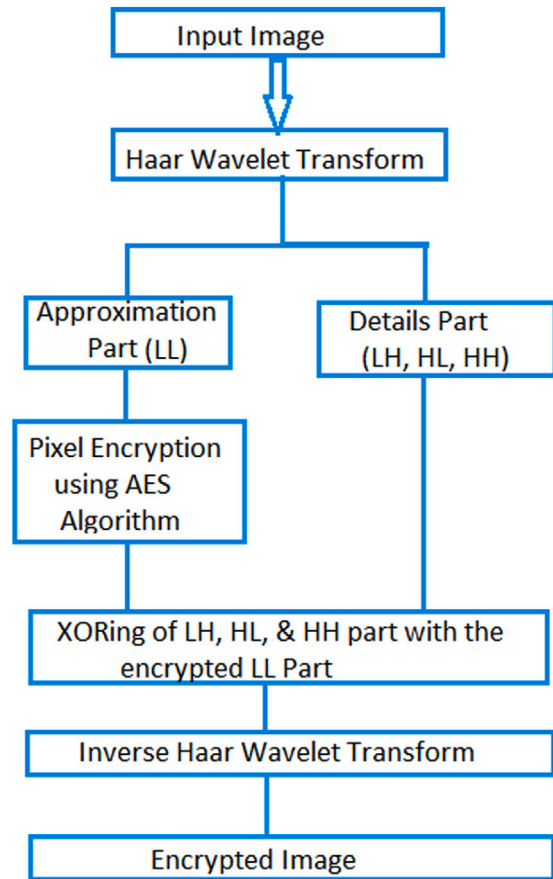 Input Image
Haar Wavelet Transform
Approximation
Part (LL)
Details Part
(LH, HL, HH)
Pixel Encryption
using AES
Algorithm
XORing of LH, HL, & HH part with the
encrypted LL Part
Inverse Haar Wavelet Transform
Encrypted Image